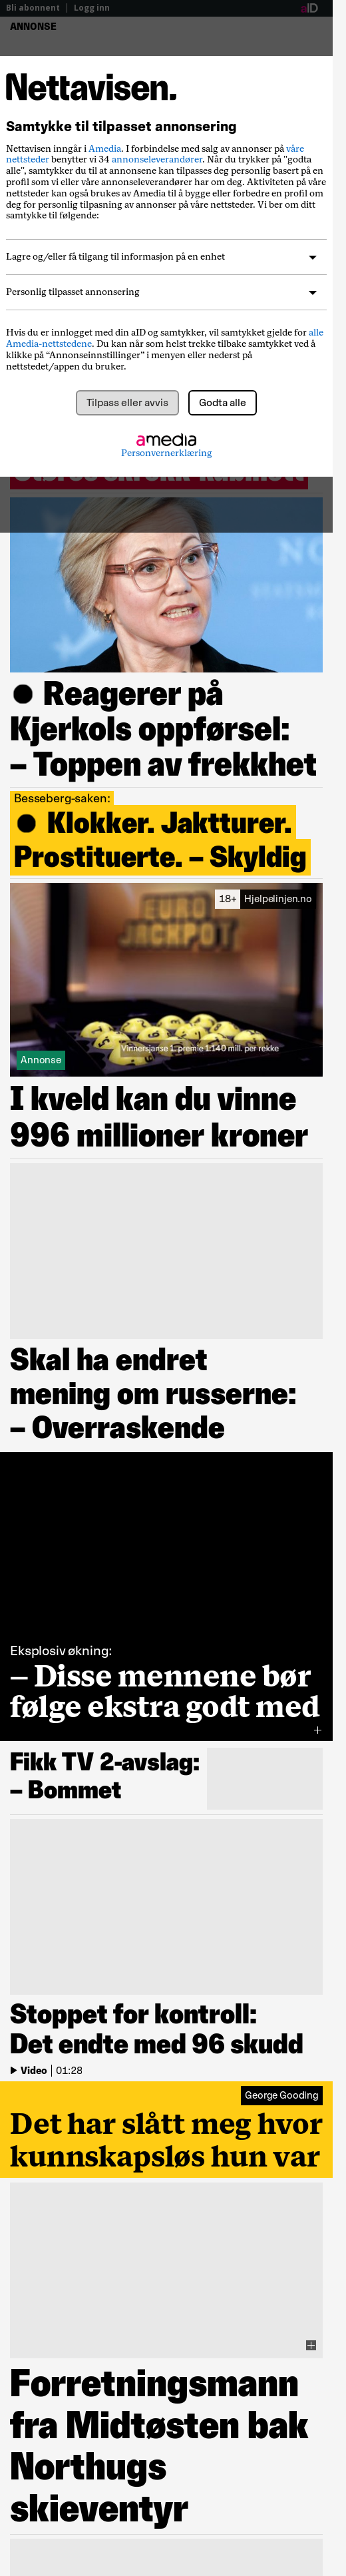 Bli abonnent
Logg inn
aID
ANNONSE
Nettavisen.
Samtykke til tilpasset annonsering
Nettavisen inngår i Amedia. I forbindelse med salg av annonser på våre
nettsteder benytter vi 34 annonseleverandører. Når du trykker på "godta
alle", samtykker du til at annonsene kan tilpasses deg personlig basert på en
profil som vi eller våre annonseleverandører har om deg. Aktiviteten på våre
nettsteder kan også brukes av Amedia til å bygge eller forbedre en profil om
deg for personlig tilpasning av annonser på våre nettsteder. Vi ber om ditt
samtykke til følgende:
Lagre og/eller få tilgang til informasjon på en enhet
Personlig tilpasset annonsering
Hvis du er innlogget med din aID og samtykker, vil samtykket gjelde for alle
Amedia-nettstedene. Du kan når som helst trekke tilbake samtykket ved å
klikke på “Annonseinnstillinger” i menyen eller nederst på
nettstedet/appen du bruker.
Tilpass eller avvis
Godta alle
amedia
Personvernerklæring
Reagerer på
Kjerkols oppførsel:
– Toppen av frekkhet
Besseberg-saken:
Klokker. Jaktturer.
Prostituerte. – Skyldig
18+ Hjelpelinjen.no
EURO
JACKPOT
Vinnersjanse 1. premie 1:140 mill. per rekke
Annonse
I kveld kan du vinne
996 millioner kroner
Skal ha endret
mening om russerne:
– Overraskende
Eksplosiv økning:
– Disse mennene bør
følge ekstra godt med
Fikk TV 2-avslag:
– Bommet
Stoppet for kontroll:
Det endte med 96 skudd
Video | 01:28
George Gooding
Det har slått meg hvor
kunnskapsløs hun var
Forretningsmann
fra Midtøsten bak
Northugs
skieventyr